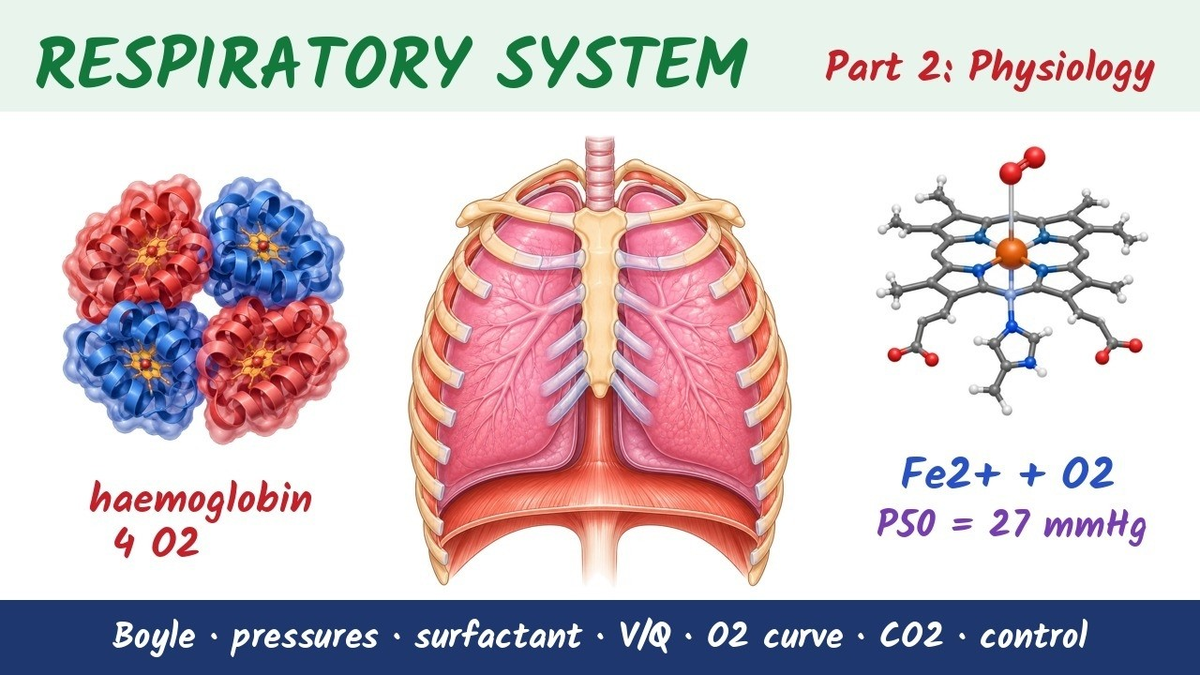 RESPIRATORY SYSTEM
Part 2: Physiology
haemoglobin
4 O2
Fe2+ + O2
P50 = 27 mmHg
Boyle · pressures · surfactant · V/Q · O2 curve · CO2 · control